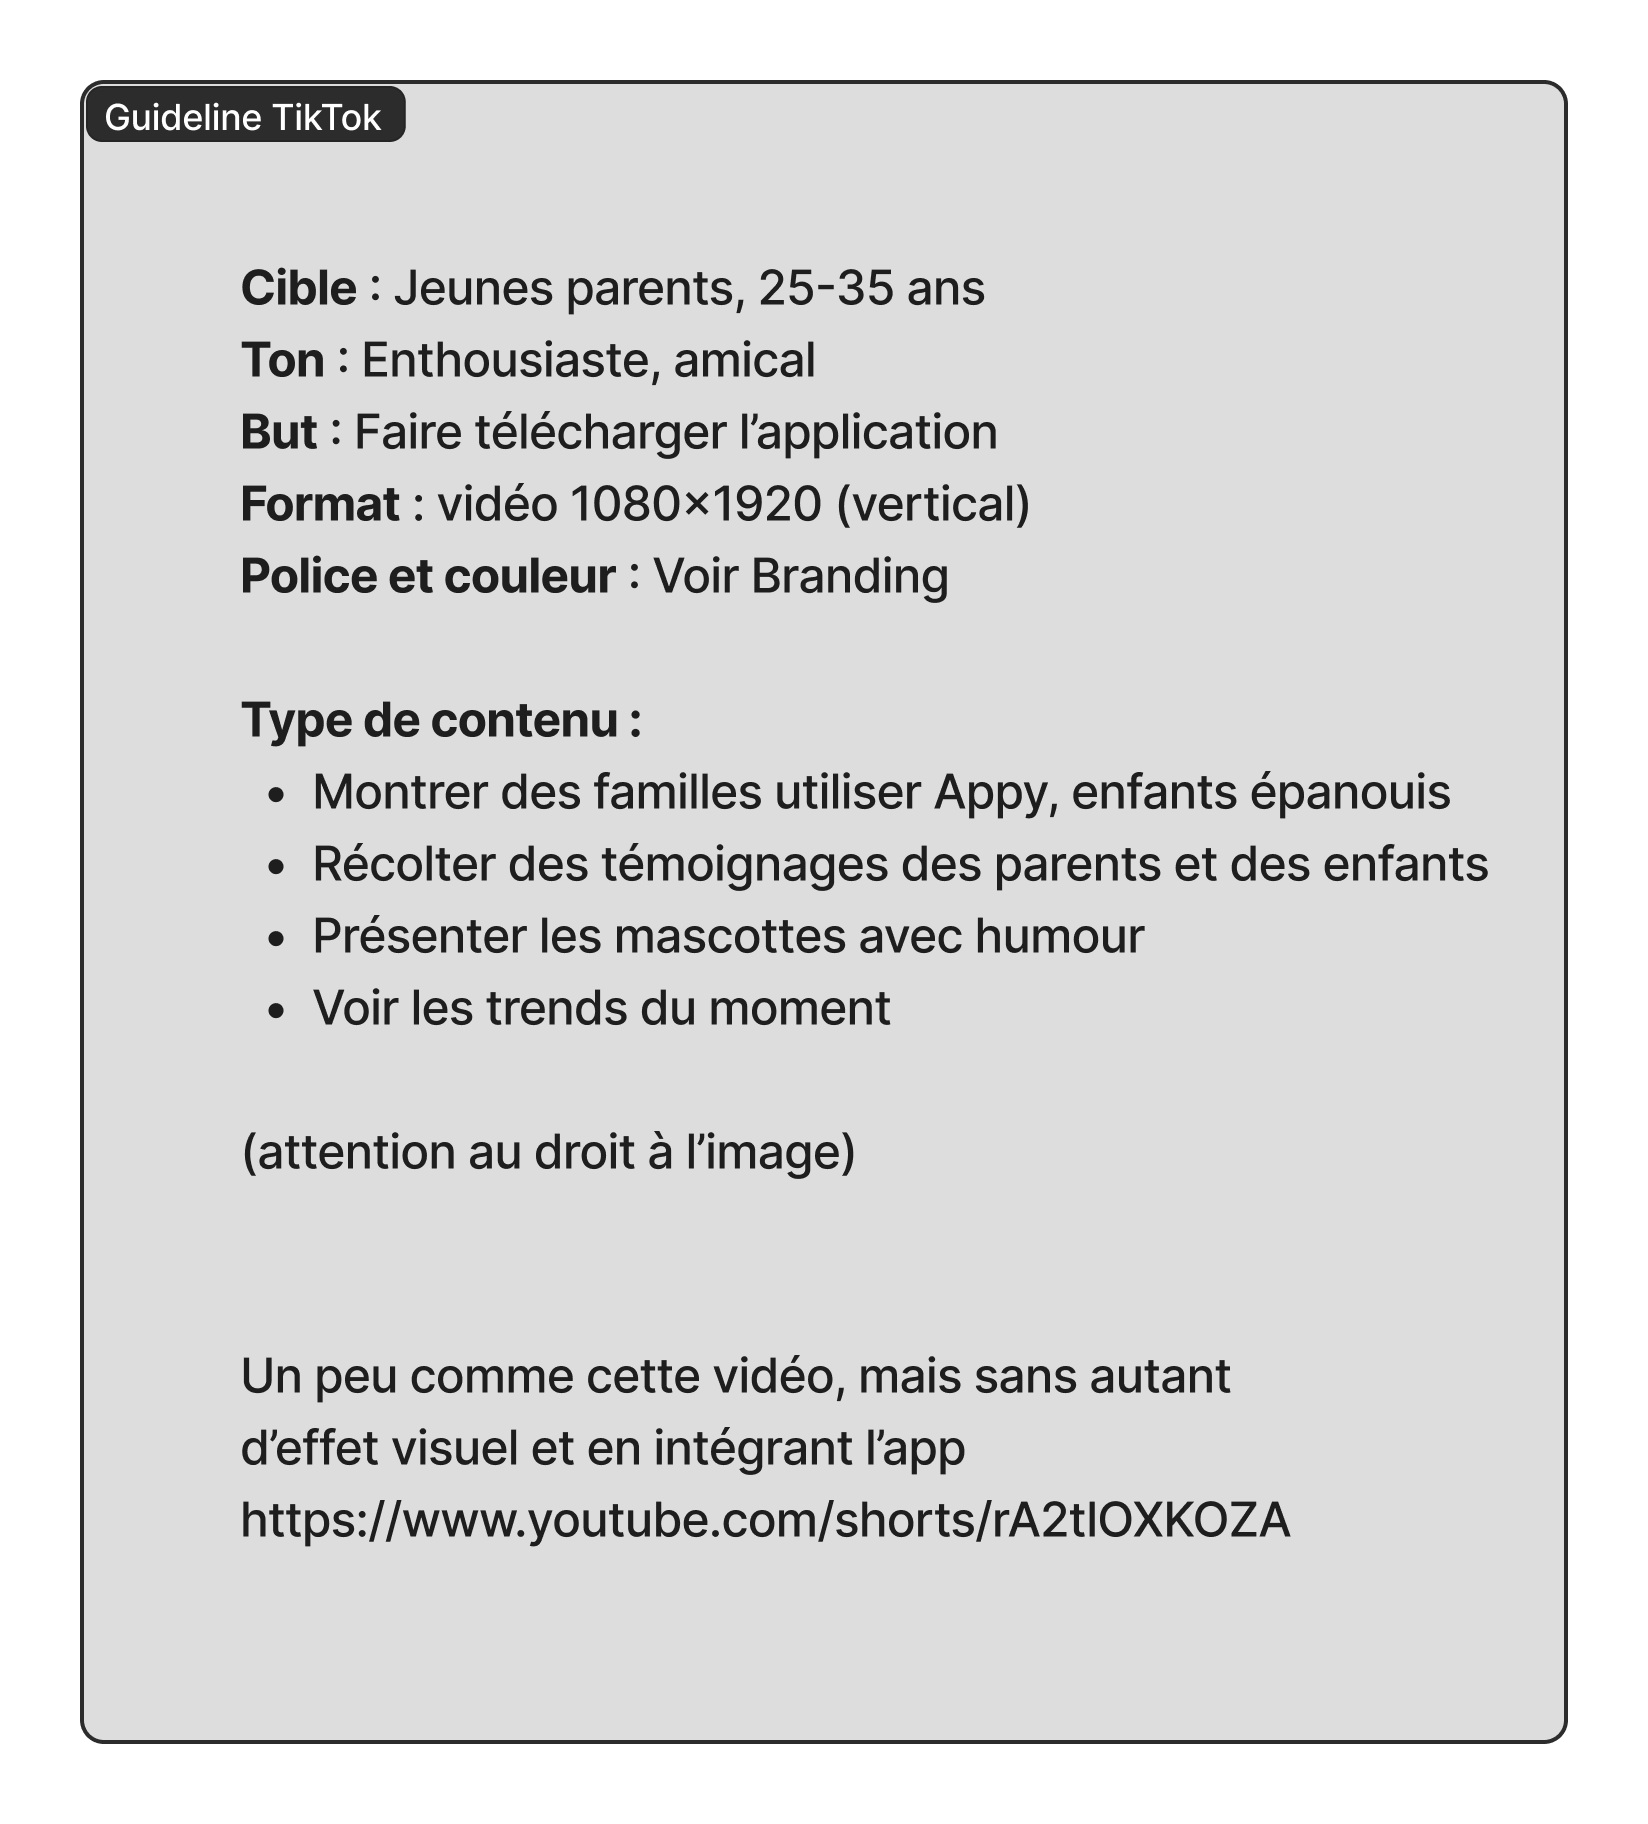 Guideline TikTok
Cible : Jeunes parents, 25-35 ans
Ton : Enthousiaste, amical
But : Faire télécharger l’application
Format : vidéo 1080×1920 (vertical)
Police et couleur : Voir Branding
Type de contenu :
• Montrer des familles utiliser Appy, enfants épanouis
• Récolter des témoignages des parents et des enfants
• Présenter les mascottes avec humour
• Voir les trends du moment
(attention au droit à l’image)
Un peu comme cette vidéo, mais sans autant
d’effet visuel et en intégrant l’app
https://www.youtube.com/shorts/rA2tIOXKOZA